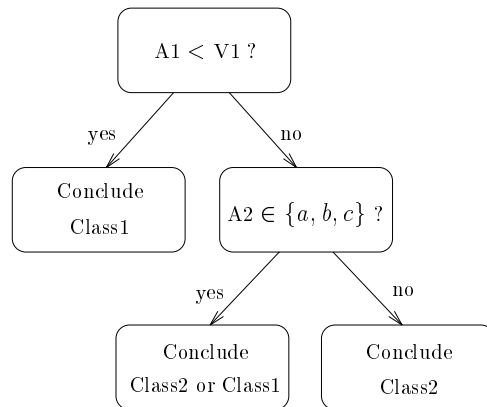 A1 < V1 ?
yes
no
Conclude
Class1
A2 ∈ {a, b, c} ?
yes
no
Conclude
Class2 or Class1
Conclude
Class2